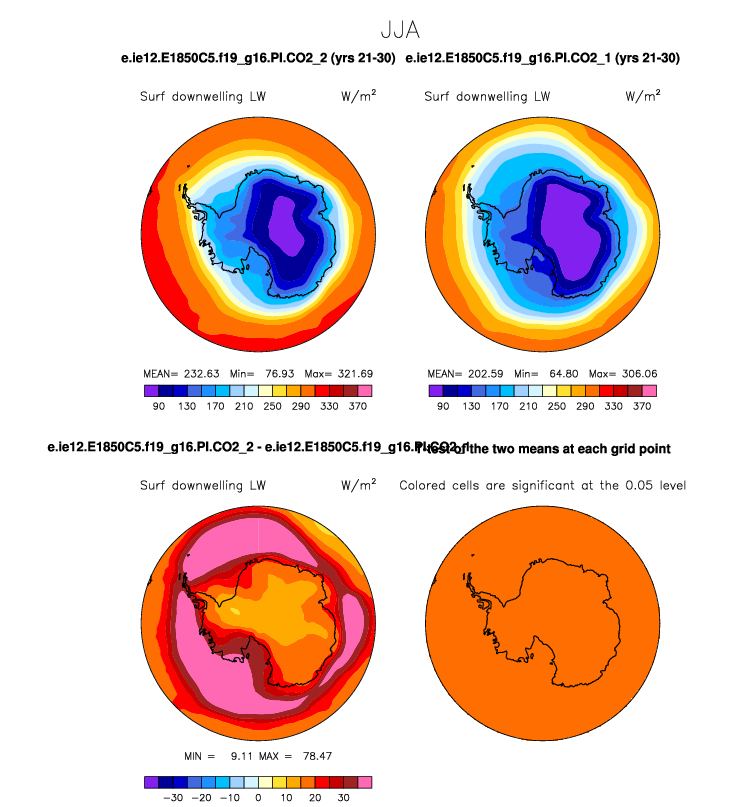 JJA
e.ie12.E1850C5.f19_g16.PI.CO2_2 (yrs 21-30) e.ie12.E1850C5.f19_g16.PI.CO2_1 (yrs 21-30)
Surf downwelling LW W/m² Surf downwelling LW W/m²
MEAN= 232.63 Min= 76.93 Max= 321.69 MEAN= 202.59 Min= 64.80 Max= 306.06
90 130 170 210 250 290 330 370 90 130 170 210 250 290 330 370
e.ie12.E1850C5.f19_g16.PI.CO2_2 - e.ie12.E1850C5.f19_g16.PI.CO2_1 T-test of the two means at each grid point
Surf downwelling LW W/m² Colored cells are significant at the 0.05 level
MIN = 9.11 MAX = 78.47
-30 -20 -10 0 10 20 30